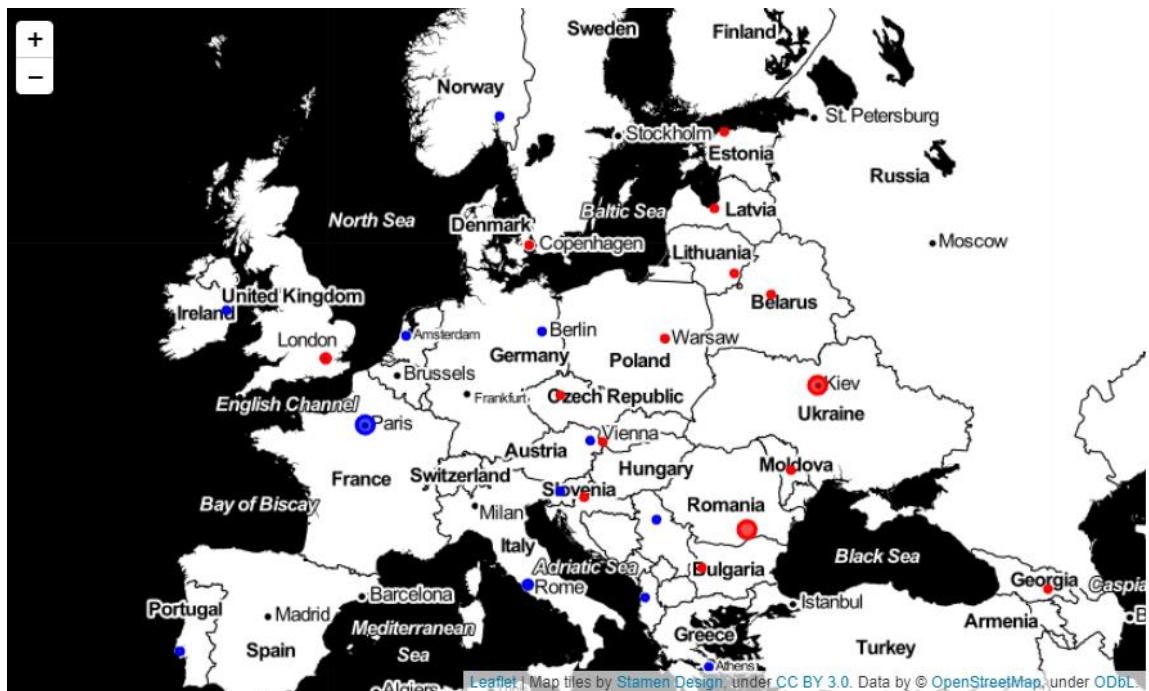 +
−
Sweden
Finland
Norway
St. Petersburg
Stockholm
Estonia
Russia
North Sea
Baltic Sea
Latvia
Denmark
Copenhagen
Moscow
Lithuania
United Kingdom
Belarus
Ireland
London
Amsterdam
Berlin
Warsaw
Germany
Poland
Brussels
Kiev
Frankfurt
Czech Republic
English Channel
Ukraine
Paris
Vienna
Austria
Hungary
Moldova
France
Switzerland
Slovenia
Bay of Biscay
Romania
Milan
Italy
Black Sea
Adriatic Sea
Bulgaria
Georgia
Caspia
Rome
Barcelona
Istanbul
Portugal
Madrid
Armenia
B
Mediterranean
Sea
Greece
Turkey
Spain
Athens
Algiers
Leaflet | Map tiles by Stamen Design, under CC BY 3.0. Data by © OpenStreetMap, under ODbL.